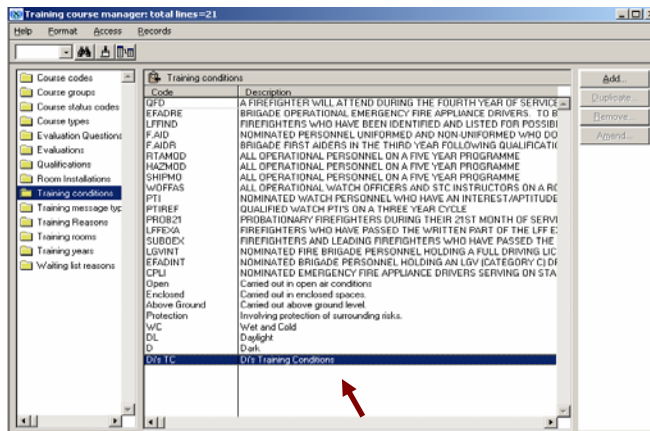 Training course manager: total lines=21
Help Format Access Records
Course codes
Course groups
Course status codes
Course types
Evaluation Questions
Evaluations
Qualifications
Room Installations
Training conditions
Training message typ
Training Reasons
Training rooms
Training years
Waiting list reasons
Training conditions
Code Description
QFD A FIREFIGHTER WILL ATTEND DURING THE FOURTH YEAR OF SERVICE
EFADRE BRIGADE OPERATIONAL EMERGENCY FIRE APPLIANCE DRIVERS. TO B
LFFIND FIREFIGHTERS WHO HAVE BEEN IDENTIFIED AND LISTED FOR POSSIBI
F.AID NOMINATED PERSONNEL UNIFORMED AND NON-UNIFORMED WHO DO
F.AIDR BRIGADE FIRST AIDERS IN THE THIRD YEAR FOLLOWING QUALIFICATI
RTAMOD ALL OPERATIONAL PERSONNEL ON A FIVE YEAR PROGRAMME
HAZMOD ALL OPERATIONAL PERSONNEL ON A FIVE YEAR PROGRAMME
SHIPMO ALL OPERATIONAL PERSONNEL ON A FIVE YEAR PROGRAMME
WOFFAS ALL OPERATIONAL WATCH OFFICERS AND STC INSTRUCTORS ON A RO
PTI NOMINATED WATCH PERSONNEL WHO HAVE AN INTEREST/APTITUDE
PTIREF QUALIFIED WATCH PTI'S ON A THREE YEAR CYCLE
PROB21 PROBATIONARY FIREFIGHTERS DURING THEIR 21ST MONTH OF SERVI
LFFEXA FIREFIGHTERS WHO HAVE PASSED THE WRITTEN PART OF THE LFF E
SUBOEX FIREFIGHTERS AND LEADING FIREFIGHTERS WHO HAVE PASSED THE
LGVINT NOMINATED FIRE BRIGADE PERSONNEL HOLDING A FULL DRIVING LIC
EFADINT NOMINATED BRIGADE PERSONNEL HOLDING AN LGV (CATEGORY C) DR
CPLI NOMINATED EMERGENCY FIRE APPLIANCE DRIVERS SERVING ON STA
Open Carried out in open air conditions
Enclosed Carried out in enclosed spaces.
Above Ground Carried out above ground level.
Protection Involving protection of surrounding risks.
WC Wet and Cold
DL Daylight
D Dark
Di's TC Di's Training Conditions
Add...
Duplicate...
Remove...
Amend...